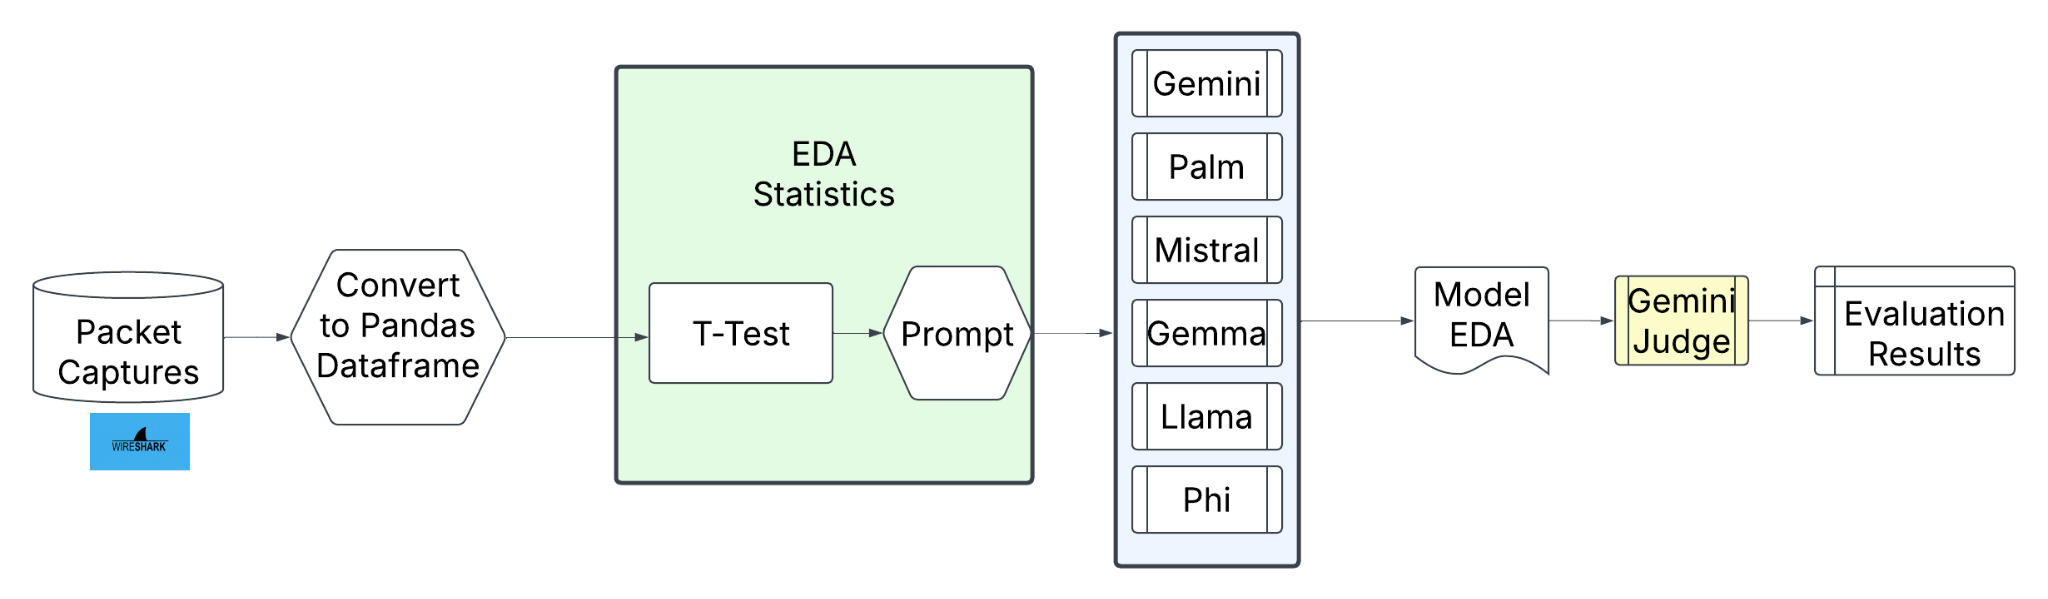 Packet
Captures
WIRESHARK
Convert
to Pandas
Dataframe
EDA
Statistics
T-Test
Prompt
Gemini
Palm
Mistral
Gemma
Llama
Phi
Model
EDA
Gemini
Judge
Evaluation
Results